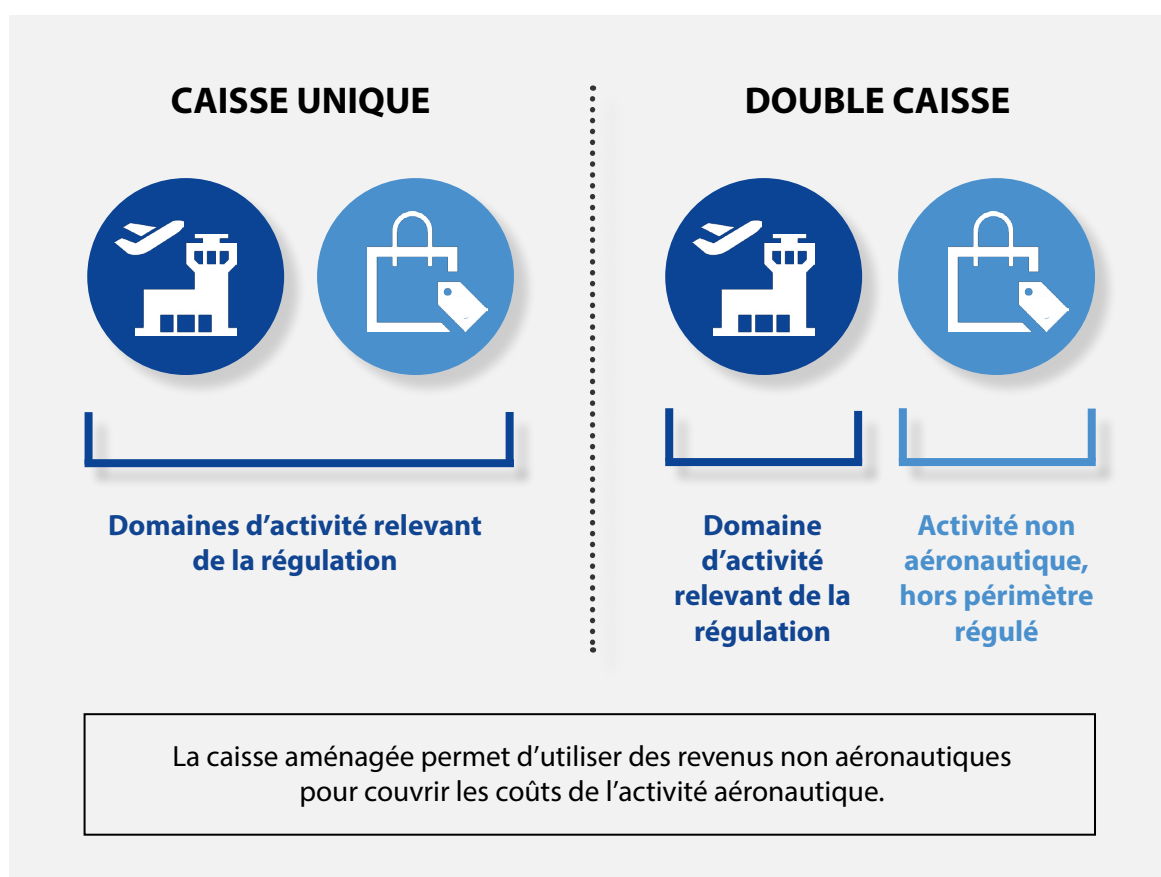 CAISSE UNIQUE
DOUBLE CAISSE
Domaines d’activité relevant
de la régulation
Domaine
d’activité
relevant de la
régulation
Activité non
aéronautique,
hors périmètre
régulé
La caisse aménagée permet d’utiliser des revenus non aéronautiques
pour couvrir les coûts de l’activité aéronautique.